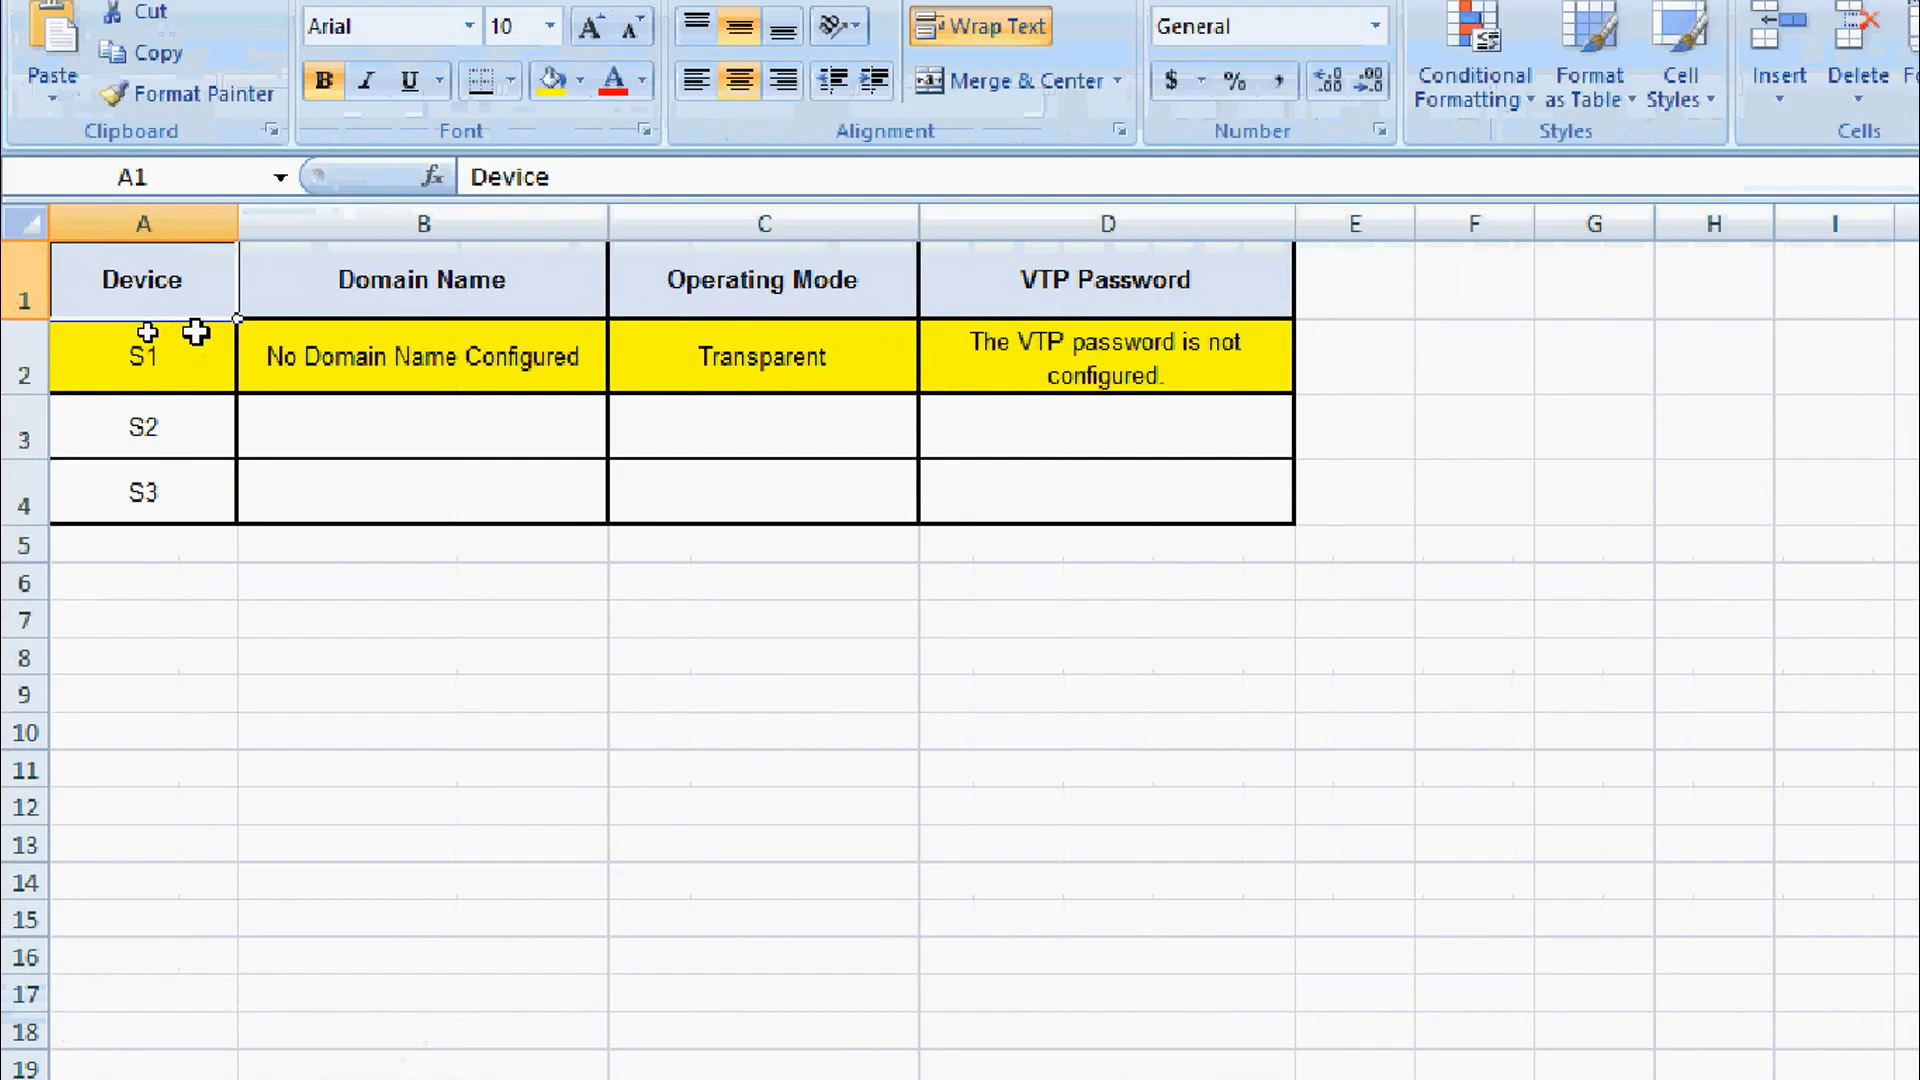 Cut
Copy
Format Painter
Paste
Clipboard
Arial
10
A A
B I U A
Font
Wrap Text
Merge & Center
Alignment
General
$ % ,
.00
.00
Number
Conditional
Formatting
Format
as Table
Cell
Styles
Styles
Insert
Delete
Cells
A1
fx
Device
A B C D E F G H I
1
Device Domain Name Operating Mode VTP Password
2
S1 No Domain Name Configured Transparent The VTP password is not
configured.
3
S2
4
S3
5
6
7
8
9
10
11
12
13
14
15
16
17
18
19